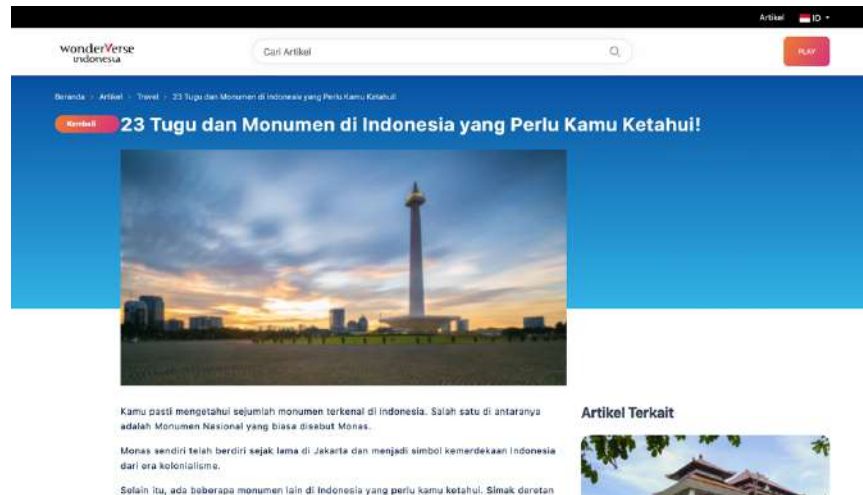 Artikel ID
wonderVerse
indonesia
Cari Artikel
PLAY
Beranda > Artikel > Travel > 23 Tugu dan Monumen di Indonesia yang Perlu Kamu Ketahui!
Kembali
23 Tugu dan Monumen di Indonesia yang Perlu Kamu Ketahui!
Kamu pasti mengetahui sejumlah monumen terkenal di Indonesia. Salah satu di antaranya
adalah Monumen Nasional yang biasa disebut Monas.
Monas sendiri telah berdiri sejak lama di Jakarta dan menjadi simbol kemerdekaan Indonesia
dari era kolonialisme.
Selain itu, ada beberapa monumen lain di Indonesia yang perlu kamu ketahui. Simak deretan
Artikel Terkait